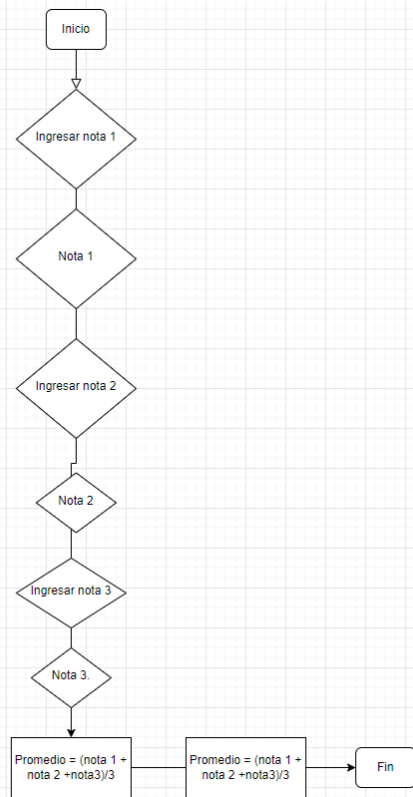 Inicio
Ingresar nota 1
Nota 1
Ingresar nota 2
Nota 2
Ingresar nota 3
Nota 3.
Promedio = (nota 1 +
nota 2 +nota3)/3
Promedio = (nota 1 +
nota 2 +nota3)/3
Fin